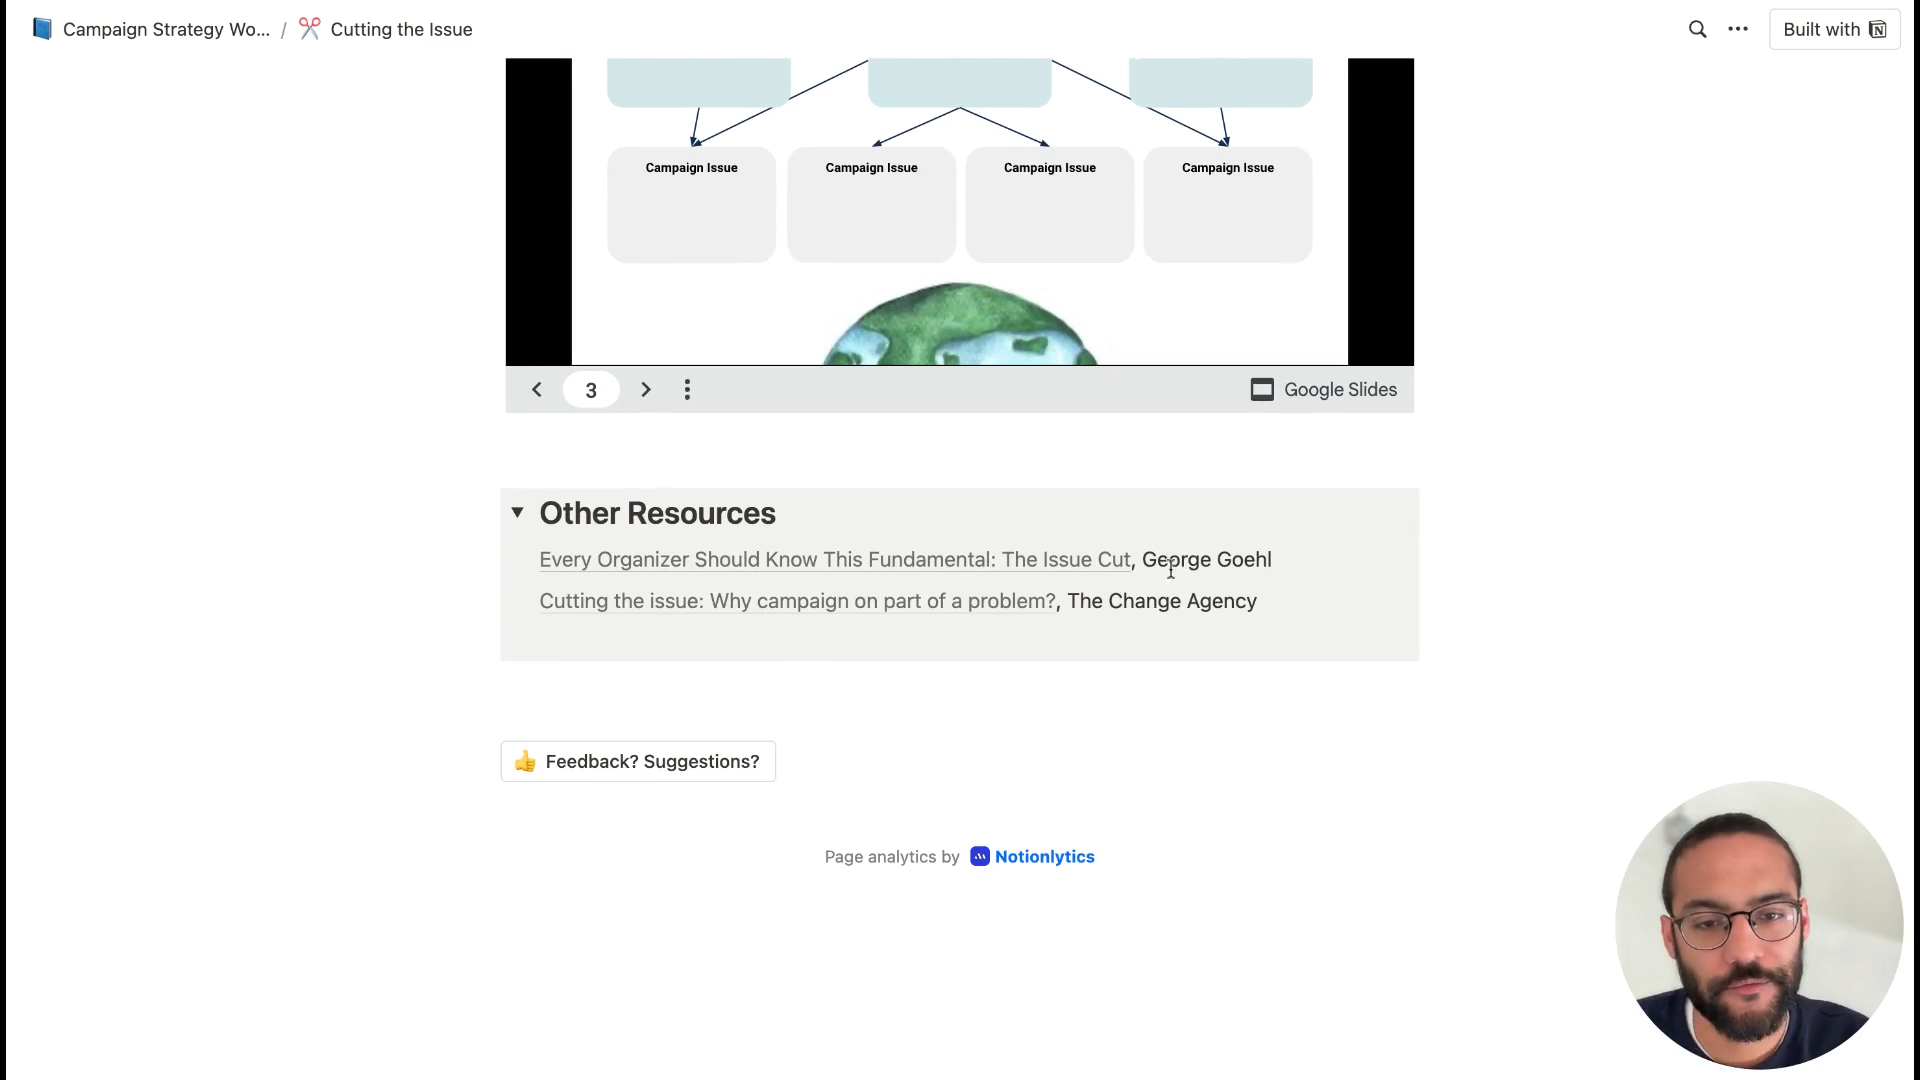 Campaign Strategy Wo... / Cutting the Issue
Built with
Campaign Issue
Campaign Issue
Campaign Issue
Campaign Issue
3
Google Slides
Other Resources
Every Organizer Should Know This Fundamental: The Issue Cut, George Goehl
Cutting the issue: Why campaign on part of a problem?, The Change Agency
Feedback? Suggestions?
Page analytics by Notionlytics